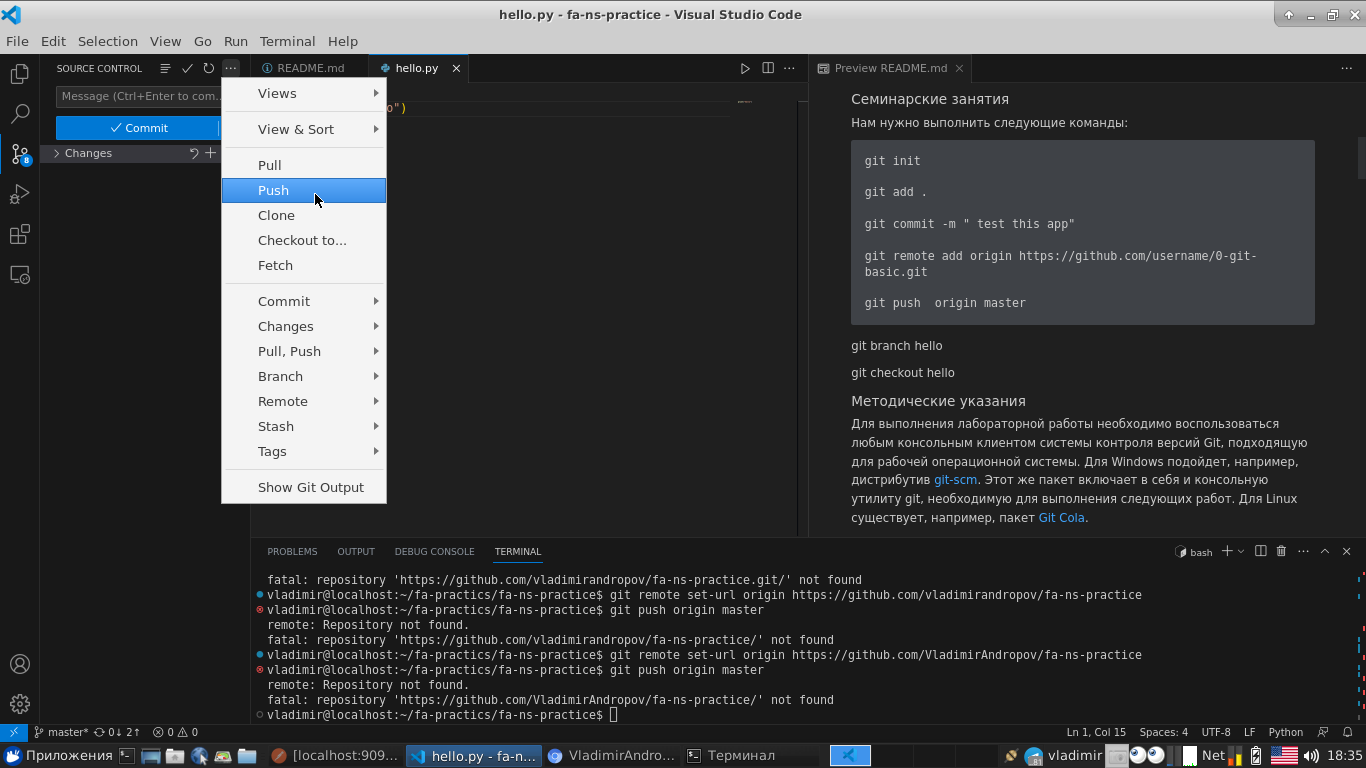 hello.py - fa-ns-practice - Visual Studio Code
File Edit Selection View Go Run Terminal Help
SOURCE CONTROL
README.md
hello.py
Preview README.md
Message (Ctrl+Enter to com...
Commit
Changes
8
o")
Views
View & Sort
Pull
Push
Clone
Checkout to...
Fetch
Commit
Changes
Pull, Push
Branch
Remote
Stash
Tags
Show Git Output
Семинарские занятия
Нам нужно выполнить следующие команды:
git init
git add .
git commit -m " test this app"
git remote add origin https://github.com/username/0-git-
basic.git
git push  origin master
git branch hello
git checkout hello
Методические указания
Для выполнения лабораторной работы необходимо воспользоваться
любым консольным клиентом системы контроля версий Git, подходящую
для рабочей операционной системы. Для Windows подойдет, например,
дистрибутив git-scm. Этот же пакет включает в себя и консольную
утилиту git, необходимую для выполнения следующих работ. Для Linux
существует, например, пакет Git Cola.
PROBLEMS OUTPUT DEBUG CONSOLE TERMINAL
bash
fatal: repository 'https://github.com/vladimirandropov/fa-ns-practice.git/' not found
vladimir@localhost:~/fa-practics/fa-ns-practice$ git remote set-url origin https://github.com/vladimirandropov/fa-ns-practice
vladimir@localhost:~/fa-practics/fa-ns-practice$ git push origin master
remote: Repository not found.
fatal: repository 'https://github.com/vladimirandropov/fa-ns-practice/' not found
vladimir@localhost:~/fa-practics/fa-ns-practice$ git remote set-url origin https://github.com/VladimirAndropov/fa-ns-practice
vladimir@localhost:~/fa-practics/fa-ns-practice$ git push origin master
remote: Repository not found.
fatal: repository 'https://github.com/VladimirAndropov/fa-ns-practice/' not found
vladimir@localhost:~/fa-practics/fa-ns-practice$
master* 0↓ 2↑ 0 0
Ln 1, Col 15 Spaces: 4 UTF-8 LF Python
Приложения
[localhost:909...
hello.py - fa-n...
VladimirAndro...
Терминал
81
vladimir
Net
18:35